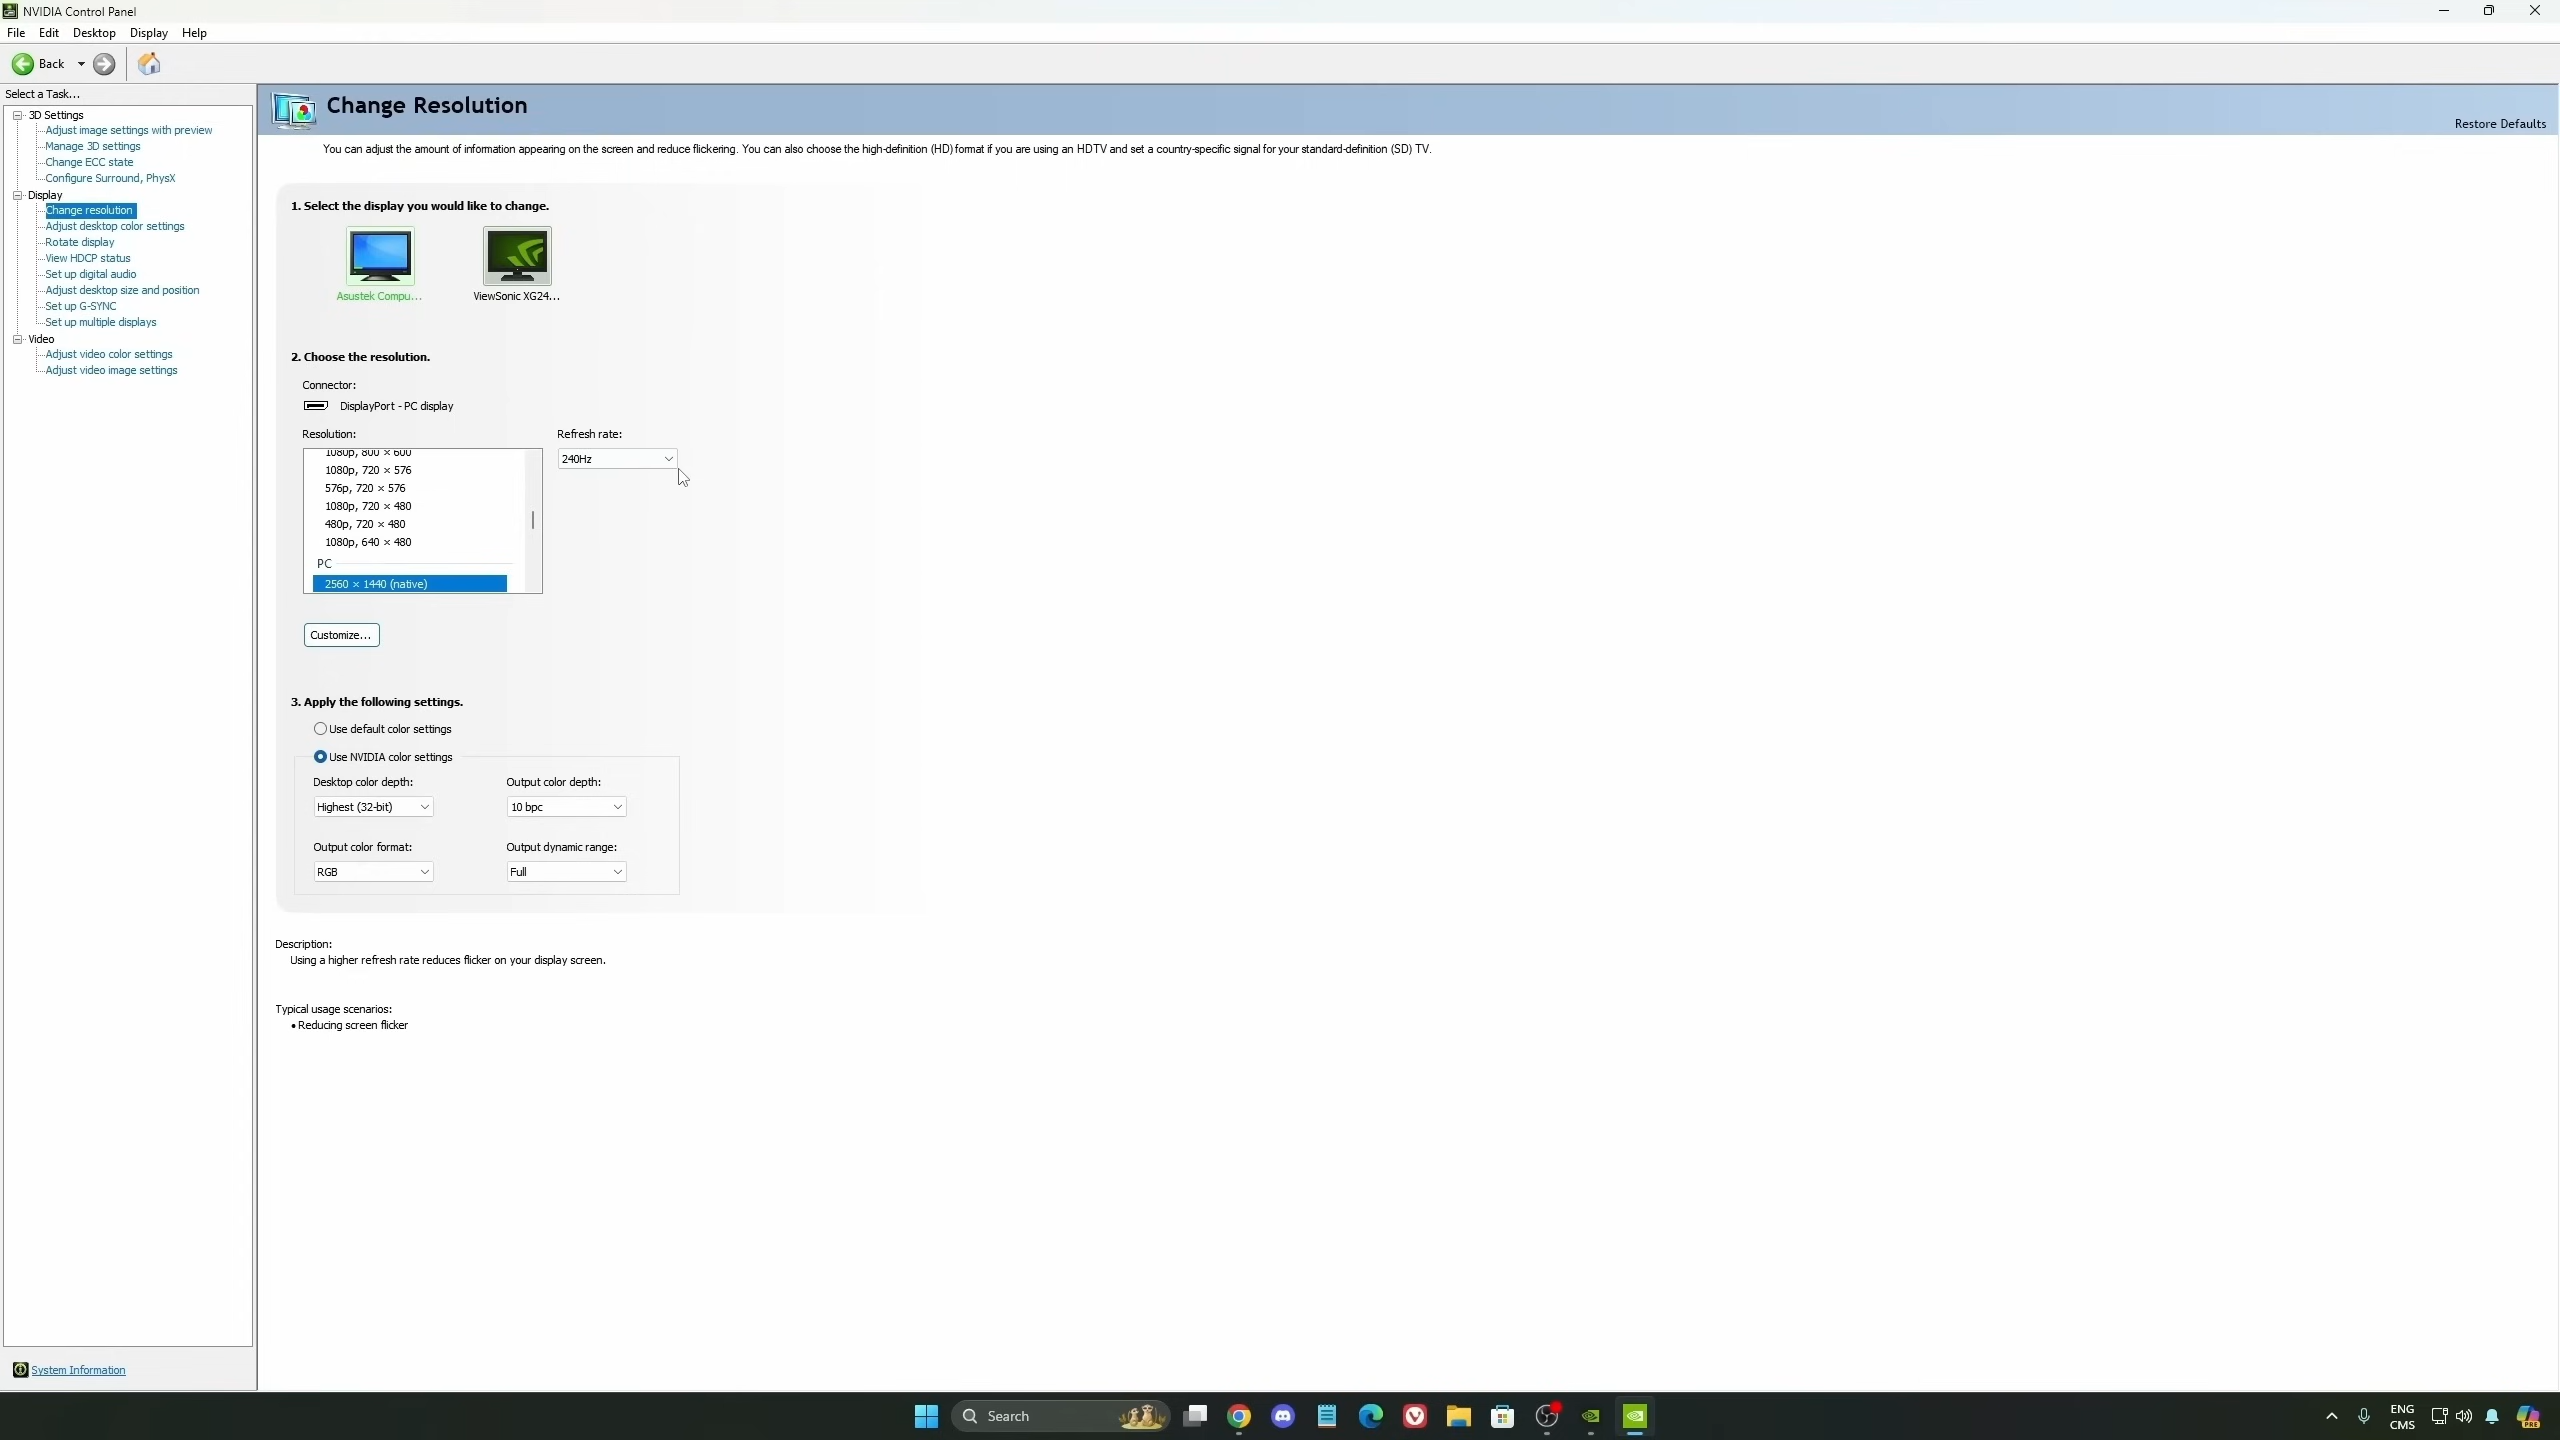 NVIDIA Control Panel
File Edit Desktop Display Help
Back
Select a Task...
3D Settings
Adjust image settings with preview
Manage 3D settings
Change ECC state
Configure Surround, PhysX
Display
Change resolution
Adjust desktop color settings
Rotate display
View HDCP status
Set up digital audio
Adjust desktop size and position
Set up G-SYNC
Set up multiple displays
Video
Adjust video color settings
Adjust video image settings
System Information
Change Resolution
Restore Defaults
You can adjust the amount of information appearing on the screen and reduce flickering. You can also choose the high-definition (HD) format if you are using an HDTV and set a country-specific signal for your standard-definition (SD) TV.
1. Select the display you would like to change.
Asustek Compu... ViewSonic XG24...
2. Choose the resolution.
Connector:
DisplayPort - PC display
Resolution: Refresh rate:
1080p, 800 × 600
240Hz
1080p, 720 × 576
576p, 720 × 576
1080p, 720 × 480
480p, 720 × 480
1080p, 640 × 480
PC
2560 × 1440 (native)
Customize...
3. Apply the following settings.
Use default color settings
Use NVIDIA color settings
Desktop color depth: Output color depth:
Highest (32-bit) 10 bpc
Output color format: Output dynamic range:
RGB Full
Description:
Using a higher refresh rate reduces flicker on your display screen.
Typical usage scenarios:
• Reducing screen flicker
Search
ENG
CMS
PRE